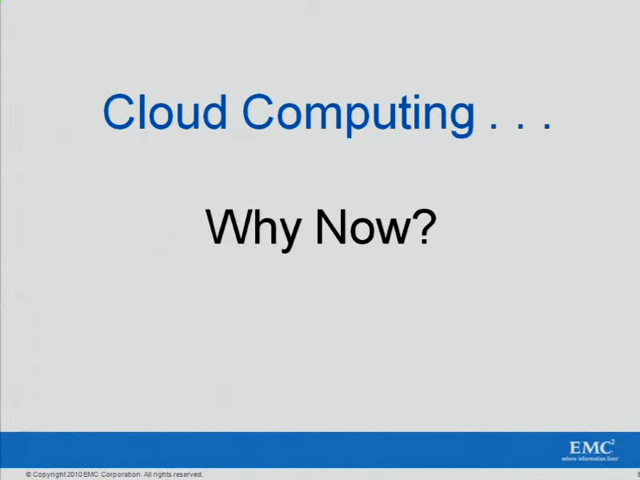 Cloud Computing . . .
Why Now?
EMC²
where information lives®
© Copyright 2010 EMC Corporation. All rights reserved.